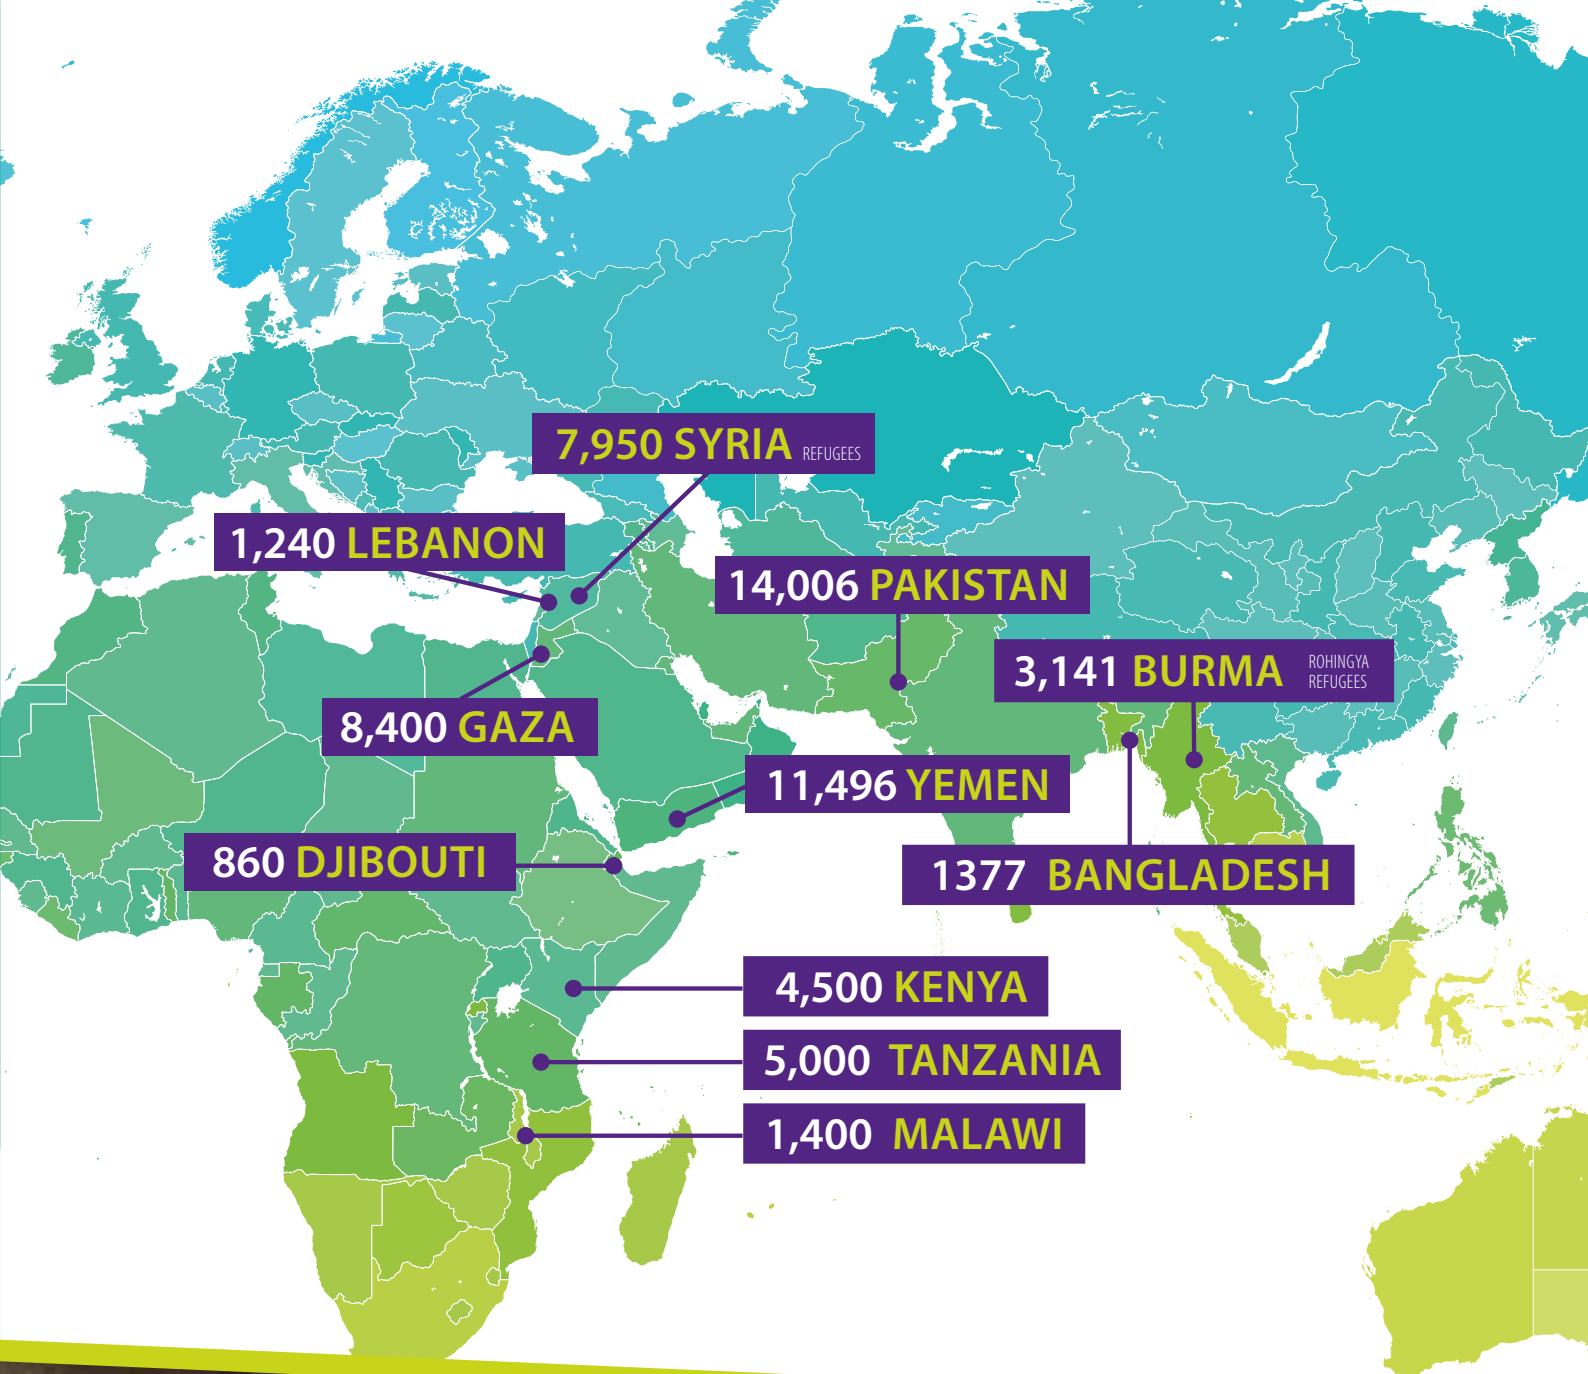 7,950 SYRIA REFUGEES
1,240 LEBANON
14,006 PAKISTAN
3,141 BURMA ROHINGYA
REFUGEES
8,400 GAZA
11,496 YEMEN
860 DJIBOUTI
1377 BANGLADESH
4,500 KENYA
5,000 TANZANIA
1,400 MALAWI